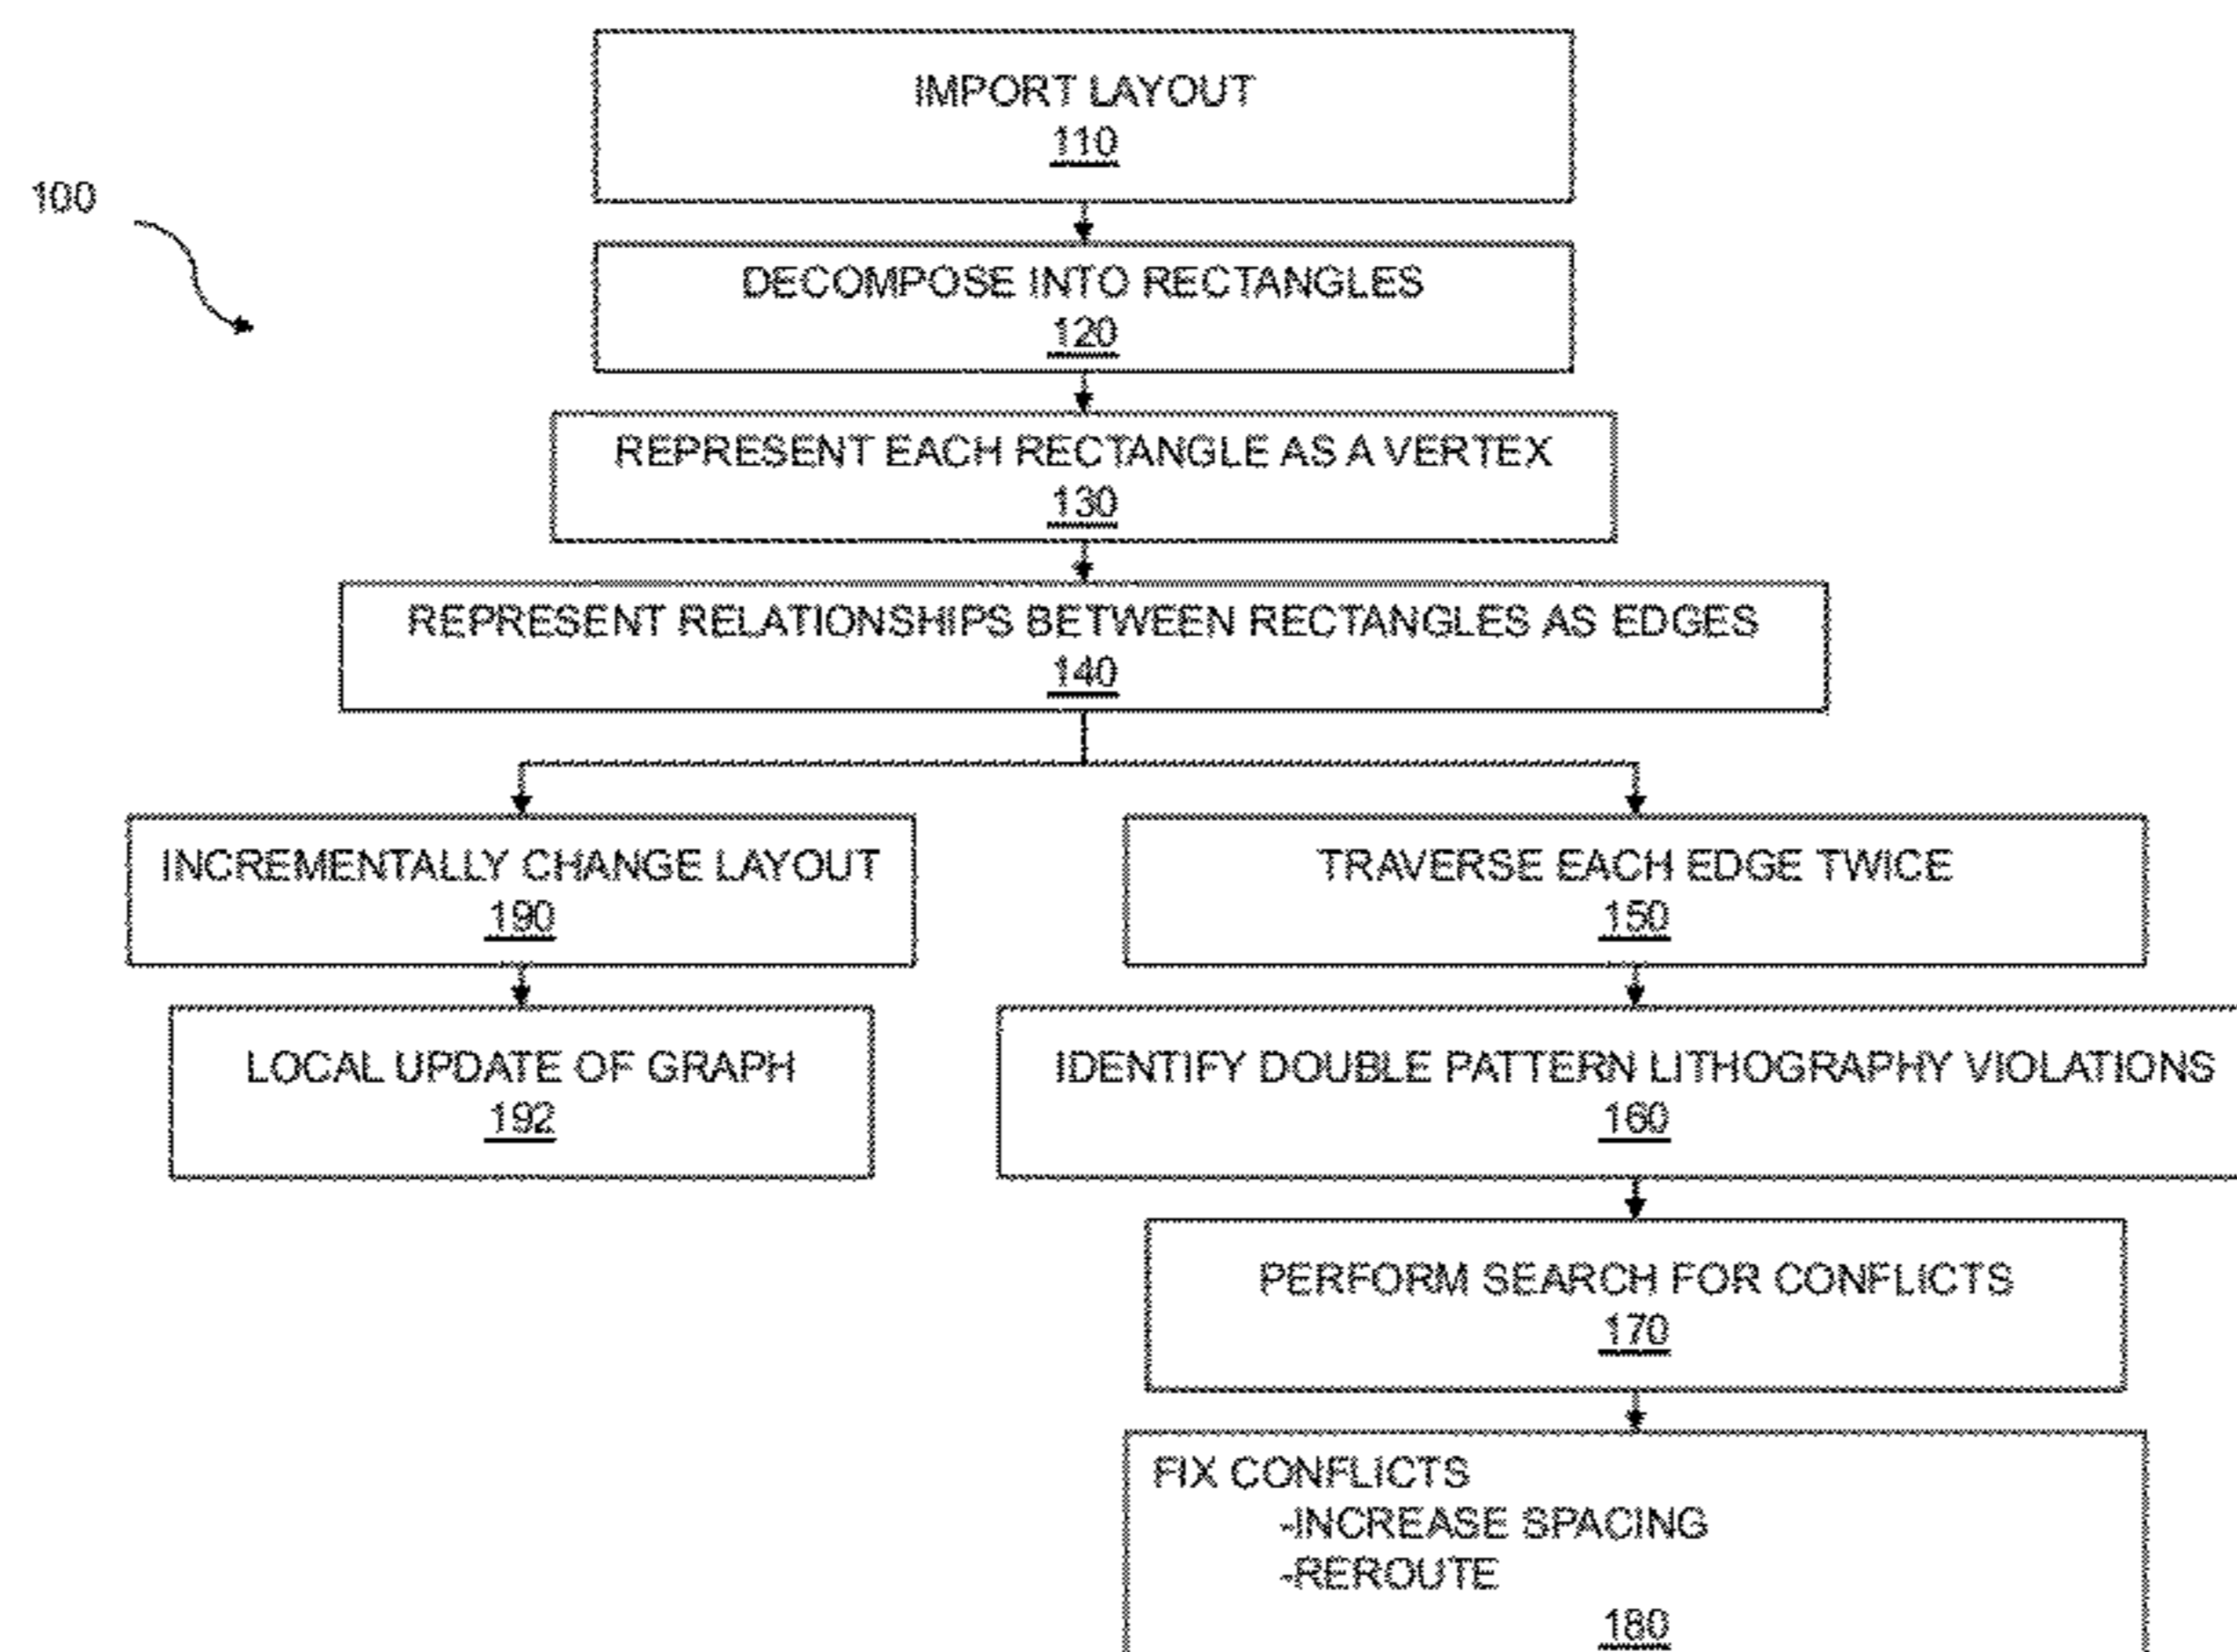 IMPORT LAYOUT
110
100
DECOMPOSE INTO RECTANGLES
120
REPRESENT EACH RECTANGLE AS A VERTEX
130
REPRESENT RELATIONSHIPS BETWEEN RECTANGLES AS EDGES
140
INCREMENTALLY CHANGE LAYOUT
190
TRAVERSE EACH EDGE TWICE
150
LOCAL UPDATE OF GRAPH
192
IDENTIFY DOUBLE PATTERN LITHOGRAPHY VIOLATIONS
160
PERFORM SEARCH FOR CONFLICTS
170
FIX CONFLICTS
-INCREASE SPACING
-REROUTE
180